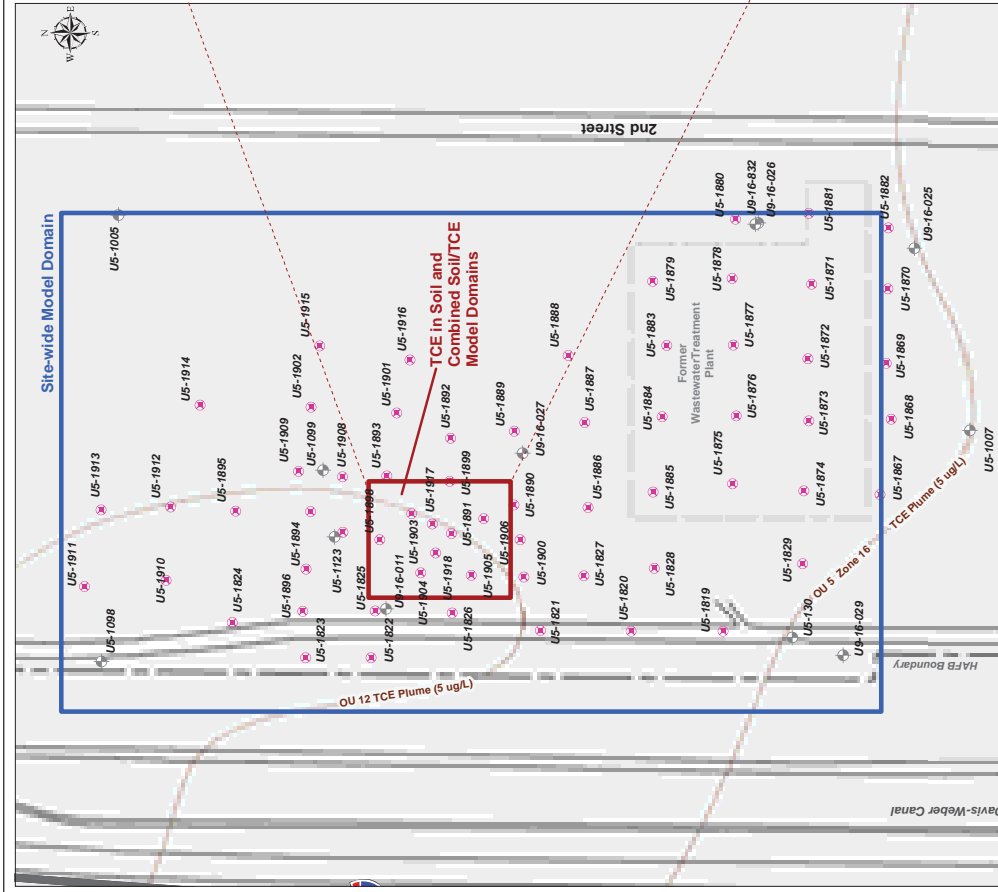 N
E
S
W
Site-wide Model Domain
U5-1005
2nd Street
U5-1915
U5-1914
U5-1902
U5-1916
U5-1909
U5-1099
U5-1908
U5-1901
TCE in Soil and
Combined Soil/TCE
Model Domains
U5-1913
U5-1912
U5-1895
U5-1893
U5-1892
U5-1889
U5-1888
U5-1887
U9-16-027
U5-1898
U5-1917
U5-1899
U5-1890
U5-1886
U5-1911
U5-1910
U5-1894
U5-1123
U5-1903
U5-1891
U5-1906
U5-1824
U5-1896
U5-1825
U9-16-011
U5-1904
U5-1918
U5-1905
U5-1900
U5-1827
U5-1098
U5-1823
U5-1822
U5-1826
U5-1821
U5-1820
U5-1819
U5-1828
U5-1829
U5-1880
U9-16-832
U9-16-026
U5-1881
U5-1882
U9-16-025
U5-1879
U5-1878
U5-1871
U5-1870
U5-1883
U5-1877
U5-1872
U5-1869
Former
WastewaterTreatment
Plant
U5-1884
U5-1876
U5-1873
U5-1868
U5-1885
U5-1875
U5-1874
U5-1867
U5-1007
OU 5 Zone 16 TCE Plume (5 ug/L)
U5-130
U9-16-029
HAFB Boundary
OU 12 TCE Plume (5 ug/L)
Davis-Weber Canal